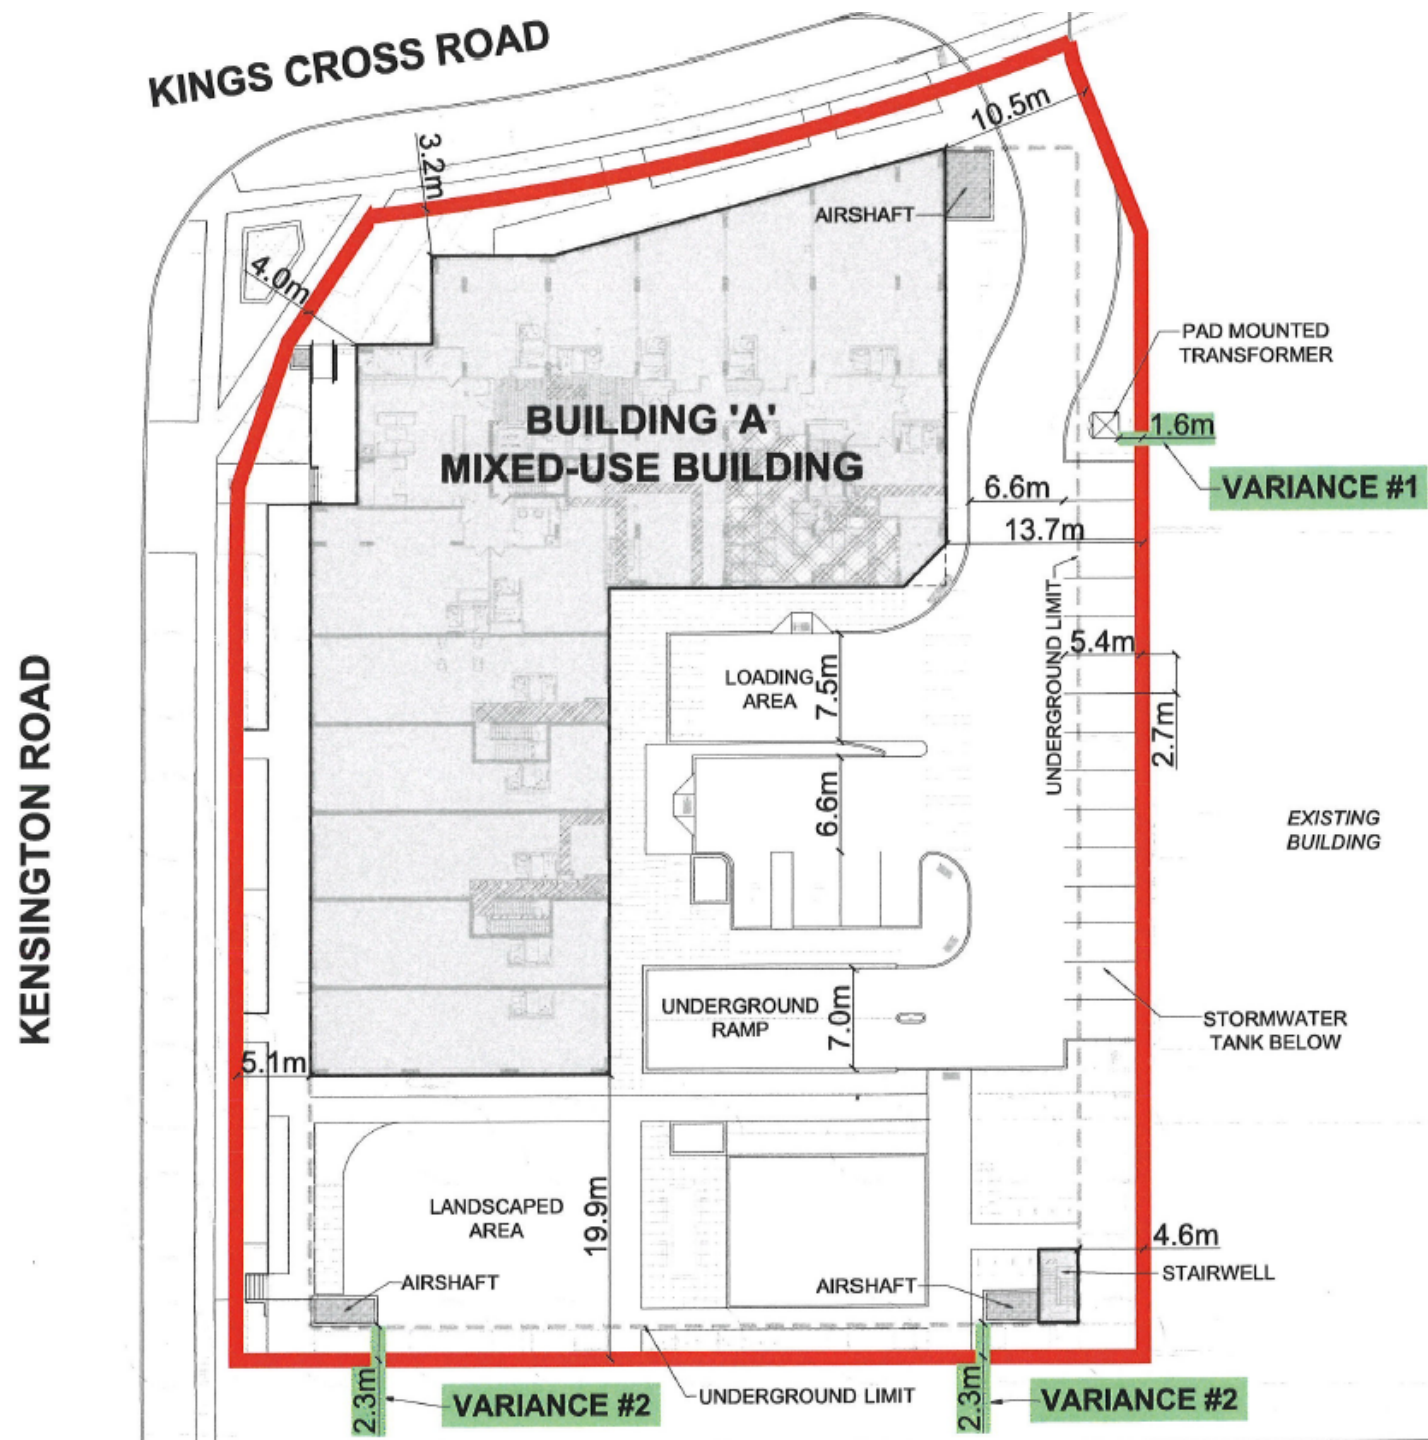 KINGS CROSS ROAD
10.5m
3.2m
AIRSHAFT
4.0m
PAD MOUNTED
TRANSFORMER
BUILDING 'A'
MIXED-USE BUILDING
1.6m
VARIANCE #1
6.6m
13.7m
UNDERGROUND LIMIT
5.4m
2.7m
LOADING
AREA
7.5m
6.6m
EXISTING
BUILDING
KENSINGTON ROAD
UNDERGROUND
RAMP
7.0m
STORMWATER
TANK BELOW
5.1m
LANDSCAPED
AREA
19.9m
4.6m
STAIRWELL
AIRSHAFT
AIRSHAFT
2.3m
VARIANCE #2
UNDERGROUND LIMIT
2.3m
VARIANCE #2